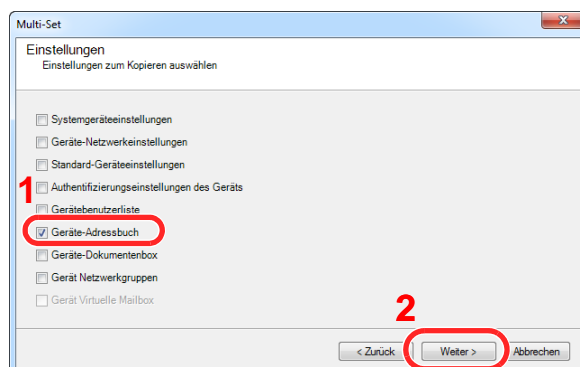 Multi-Set
Einstellungen
Einstellungen zum Kopieren auswählen
Systemgeräteeinstellungen
Geräte-Netzwerkeinstellungen
Standard-Geräteeinstellungen
1
Authentifizierungseinstellungen des Geräts
Gerätebenutzerliste
Geräte-Adressbuch
Geräte-Dokumentenbox
Gerät Netzwerkgruppen
Gerät Virtuelle Mailbox
2
< Zurück Weiter > Abbrechen